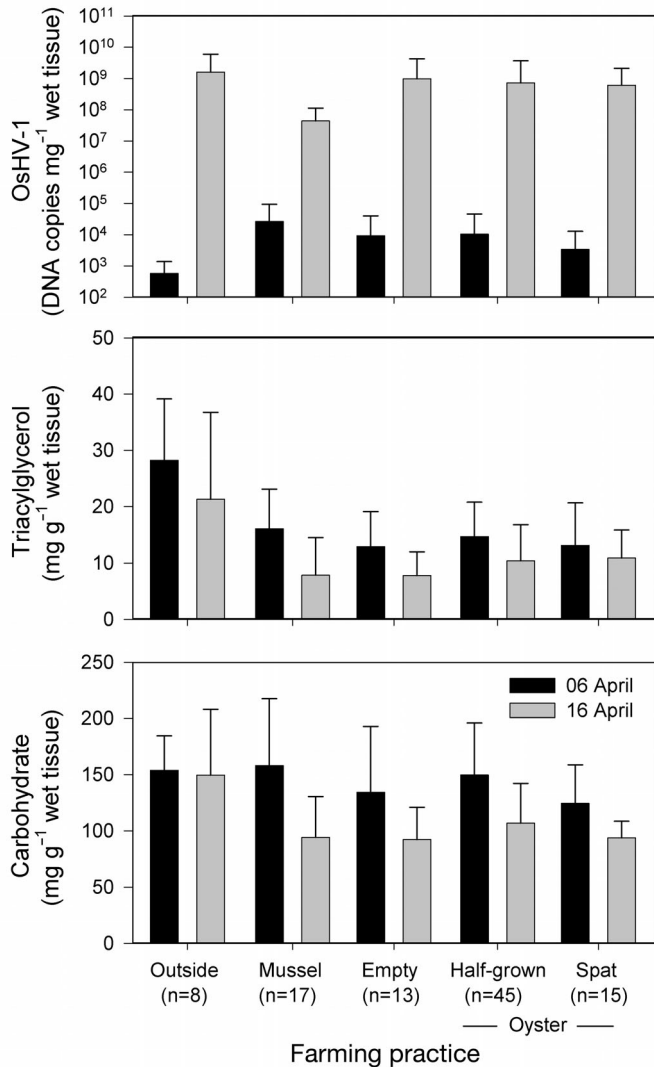 OsHV-1
(DNA copies mg⁻¹ wet tissue)
10¹¹
10¹⁰
10⁹
10⁸
10⁷
10⁶
10⁵
10⁴
10³
10²
Triacylglycerol
(mg g⁻¹ wet tissue)
50
40
30
20
10
0
Carbohydrate
(mg g⁻¹ wet tissue)
250
200
150
100
50
0
06 April
16 April
Outside Mussel Empty Half-grown Spat
(n=8) (n=17) (n=13) (n=45) (n=15)
Oyster
Farming practice